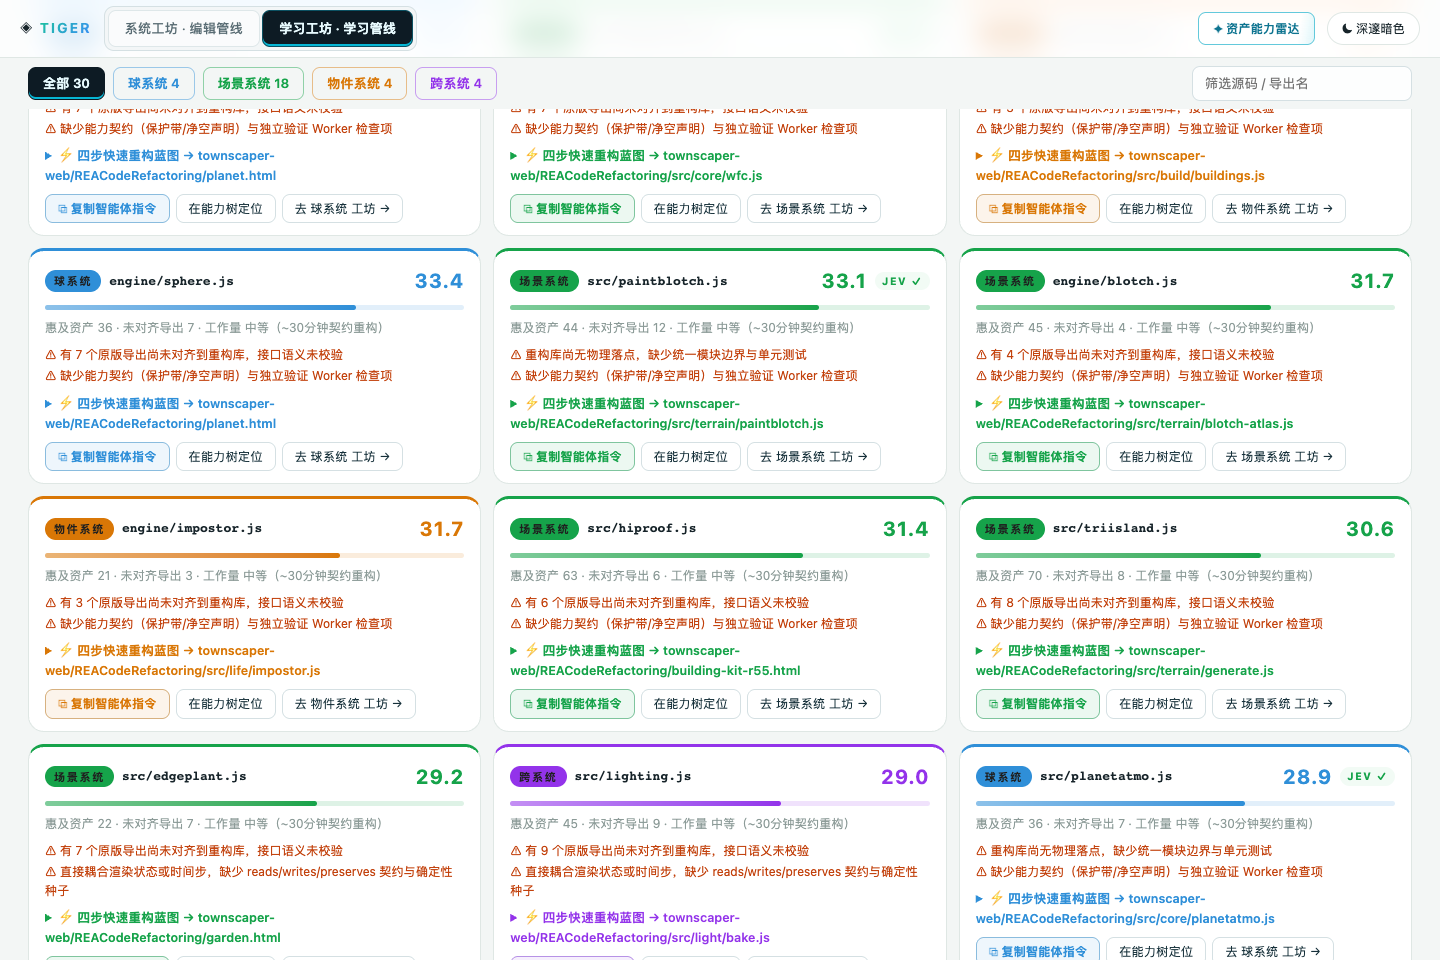 ◈ TIGER
系统工坊 · 编辑管线
学习工坊 · 学习管线
✦ 资产能力雷达
深邃暗色
全部 30
球系统 4
场景系统 18
物件系统 4
跨系统 4
筛选源码 / 导出名
⚠ 缺少能力契约（保护带/净空声明）与独立验证 Worker 检查项
▶ ⚡ 四步快速重构蓝图 → townscaper-
web/REACodeRefactoring/planet.html
复制智能体指令
在能力树定位
去 球系统 工坊 →
⚠ 缺少能力契约（保护带/净空声明）与独立验证 Worker 检查项
▶ ⚡ 四步快速重构蓝图 → townscaper-
web/REACodeRefactoring/src/core/wfc.js
复制智能体指令
在能力树定位
去 场景系统 工坊 →
⚠ 缺少能力契约（保护带/净空声明）与独立验证 Worker 检查项
▶ ⚡ 四步快速重构蓝图 → townscaper-
web/REACodeRefactoring/src/build/buildings.js
复制智能体指令
在能力树定位
去 物件系统 工坊 →
球系统 engine/sphere.js 33.4
惠及资产 36 · 未对齐导出 7 · 工作量 中等（~30分钟契约重构）
⚠ 有 7 个原版导出尚未对齐到重构库，接口语义未校验
⚠ 缺少能力契约（保护带/净空声明）与独立验证 Worker 检查项
▶ ⚡ 四步快速重构蓝图 → townscaper-
web/REACodeRefactoring/planet.html
复制智能体指令
在能力树定位
去 球系统 工坊 →
场景系统 src/paintblotch.js 33.1 JEV ✓
惠及资产 44 · 未对齐导出 12 · 工作量 中等（~30分钟契约重构）
⚠ 重构库尚无物理落点，缺少统一模块边界与单元测试
⚠ 缺少能力契约（保护带/净空声明）与独立验证 Worker 检查项
▶ ⚡ 四步快速重构蓝图 → townscaper-
web/REACodeRefactoring/src/terrain/paintblotch.js
复制智能体指令
在能力树定位
去 场景系统 工坊 →
场景系统 engine/blotch.js 31.7
惠及资产 45 · 未对齐导出 4 · 工作量 中等（~30分钟契约重构）
⚠ 有 4 个原版导出尚未对齐到重构库，接口语义未校验
⚠ 缺少能力契约（保护带/净空声明）与独立验证 Worker 检查项
▶ ⚡ 四步快速重构蓝图 → townscaper-
web/REACodeRefactoring/src/terrain/blotch-atlas.js
复制智能体指令
在能力树定位
去 场景系统 工坊 →
物件系统 engine/impostor.js 31.7
惠及资产 21 · 未对齐导出 3 · 工作量 中等（~30分钟契约重构）
⚠ 有 3 个原版导出尚未对齐到重构库，接口语义未校验
⚠ 缺少能力契约（保护带/净空声明）与独立验证 Worker 检查项
▶ ⚡ 四步快速重构蓝图 → townscaper-
web/REACodeRefactoring/src/life/impostor.js
复制智能体指令
在能力树定位
去 物件系统 工坊 →
场景系统 src/hiproof.js 31.4
惠及资产 63 · 未对齐导出 6 · 工作量 中等（~30分钟契约重构）
⚠ 有 6 个原版导出尚未对齐到重构库，接口语义未校验
⚠ 缺少能力契约（保护带/净空声明）与独立验证 Worker 检查项
▶ ⚡ 四步快速重构蓝图 → townscaper-
web/REACodeRefactoring/building-kit-r55.html
复制智能体指令
在能力树定位
去 场景系统 工坊 →
场景系统 src/triisland.js 30.6
惠及资产 70 · 未对齐导出 8 · 工作量 中等（~30分钟契约重构）
⚠ 有 8 个原版导出尚未对齐到重构库，接口语义未校验
⚠ 缺少能力契约（保护带/净空声明）与独立验证 Worker 检查项
▶ ⚡ 四步快速重构蓝图 → townscaper-
web/REACodeRefactoring/src/terrain/generate.js
复制智能体指令
在能力树定位
去 场景系统 工坊 →
场景系统 src/edgeplant.js 29.2
惠及资产 22 · 未对齐导出 7 · 工作量 中等（~30分钟契约重构）
⚠ 有 7 个原版导出尚未对齐到重构库，接口语义未校验
⚠ 直接耦合渲染状态或时间步，缺少 reads/writes/preserves 契约与确定性
种子
▶ ⚡ 四步快速重构蓝图 → townscaper-
web/REACodeRefactoring/garden.html
跨系统 src/lighting.js 29.0
惠及资产 45 · 未对齐导出 9 · 工作量 中等（~30分钟契约重构）
⚠ 有 9 个原版导出尚未对齐到重构库，接口语义未校验
⚠ 直接耦合渲染状态或时间步，缺少 reads/writes/preserves 契约与确定性
种子
▶ ⚡ 四步快速重构蓝图 → townscaper-
web/REACodeRefactoring/src/light/bake.js
球系统 src/planetatmo.js 28.9 JEV ✓
惠及资产 36 · 未对齐导出 7 · 工作量 中等（~30分钟契约重构）
⚠ 重构库尚无物理落点，缺少统一模块边界与单元测试
⚠ 缺少能力契约（保护带/净空声明）与独立验证 Worker 检查项
▶ ⚡ 四步快速重构蓝图 → townscaper-
web/REACodeRefactoring/src/core/planetatmo.js
复制智能体指令
在能力树定位
去 球系统 工坊 →